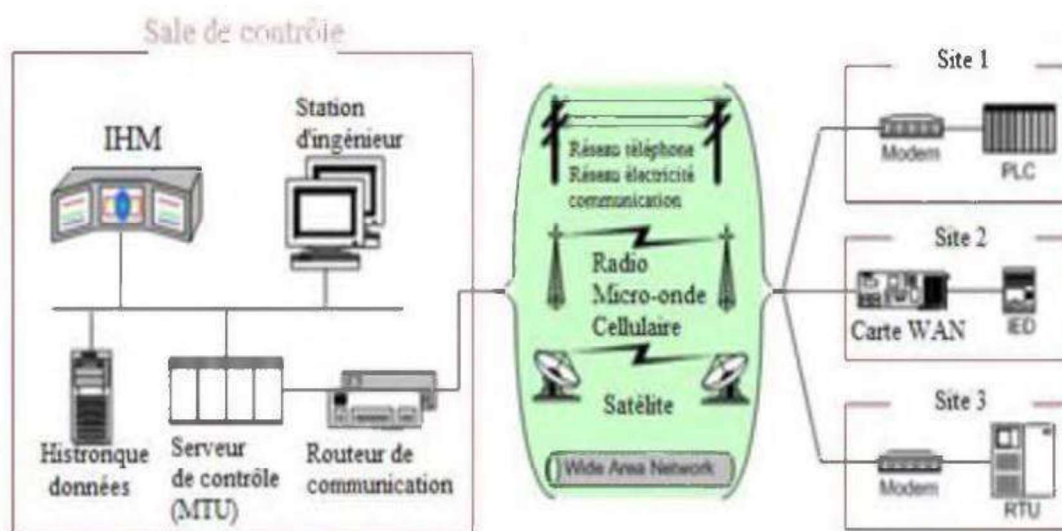 Sale de contrôle
IHM
Station
d'ingénieur
Histronque
données
Serveur
de contrôle
(MTU)
Routeur de
communication
Réseau téléphone
Réseau électricité
communication
Radio
Micro-onde
Cellulaire
Satélite
Wide Area Network
Site 1
Modem
PLC
Site 2
Carte WAN
IED
Site 3
Modem
RTU